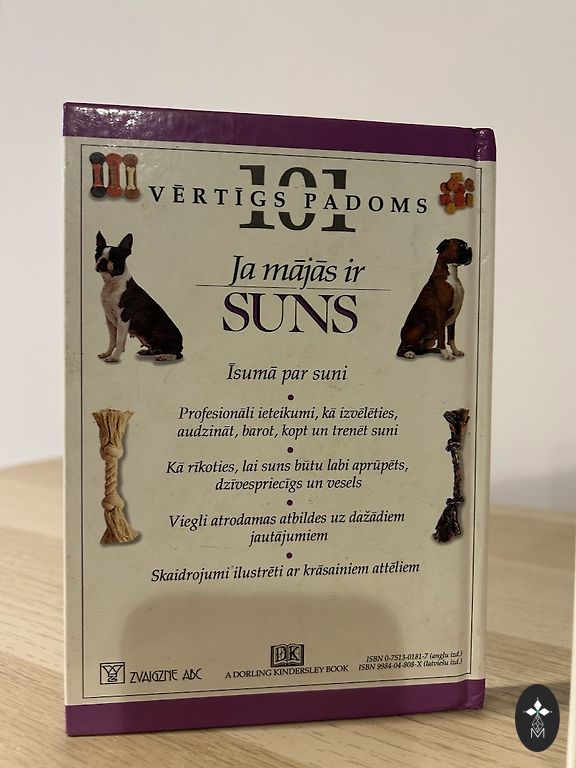 101
VĒRTĪGS PADOMS
Ja mājās ir
SUNS
Īsumā par suni
Profesionāli ieteikumi, kā izvēlēties,
audzināt, barot, kopt un trenēt suni
Kā rīkoties, lai suns būtu labi aprūpēts,
dzīvespriecīgs un vesels
Viegli atrodamas atbildes uz dažādiem
jautājumiem
Skaidrojumi ilustrēti ar krāsainiem attēliem
ZVAIGZNE ABC
DK
A DORLING KINDERSLEY BOOK
ISBN 0-7513-0181-7 (angļu izd.)
ISBN 9984-04-808-X (latviešu izd.)
M